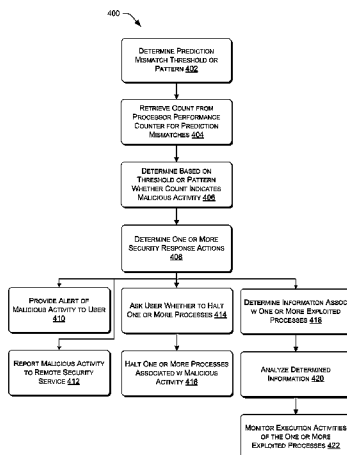 400
DETERMINE PREDICTION
MISMATCH THRESHOLD OR
PATTERN 402
RETRIEVE COUNT FROM
PROCESSOR PERFORMANCE
COUNTER FOR PREDICTION
MISMATCHES 404
DETERMINE BASED ON
THRESHOLD OR PATTERN
WHETHER COUNT INDICATES
MALICIOUS ACTIVITY 406
DETERMINE ONE OR MORE
SECURITY RESPONSE ACTIONS
408
PROVIDE ALERT OF
MALICIOUS ACTIVITY TO USER
410
ASK USER WHETHER TO HALT
ONE OR MORE PROCESSES 414
DETERMINE INFORMATION ASSOC
W ONE OR MORE EXPLOITED
PROCESSES 418
REPORT MALICIOUS ACTIVITY
TO REMOTE SECURITY
SERVICE 412
HALT ONE OR MORE PROCESSES
ASSOCIATED W MALICIOUS
ACTIVITY 416
ANALYZE DETERMINED
INFORMATION 420
MONITOR EXECUTION ACTIVITIES
OF THE ONE OR MORE
EXPLOITED PROCESSES 422